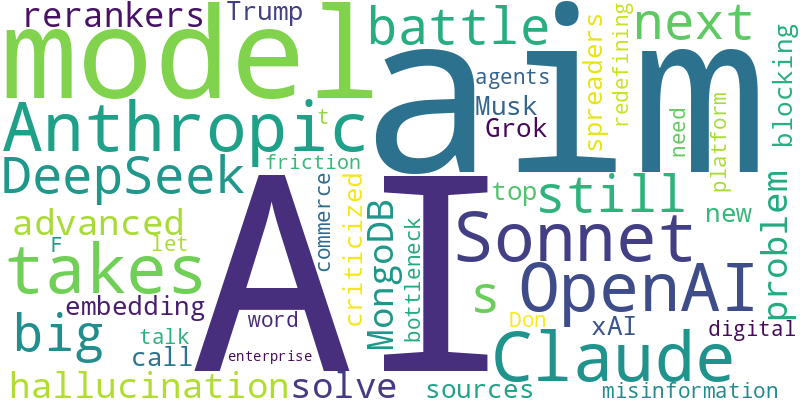 rerankers
Trump
battle
spreaders
redefining
next
model
aim
agents
Musk
Grok
blocking
Anthropic
t
need
platform
DeepSeek
friction
top
still
advanced
F
let
commerce
criticized
MongoDB
bottleneck
Sonnet
new
problem
takes
AI
s
OpenAI
embedding
word
Don
xAI
digital
big
talk
call
enterprise
Claude
hallucination
solve
sources
misinformation